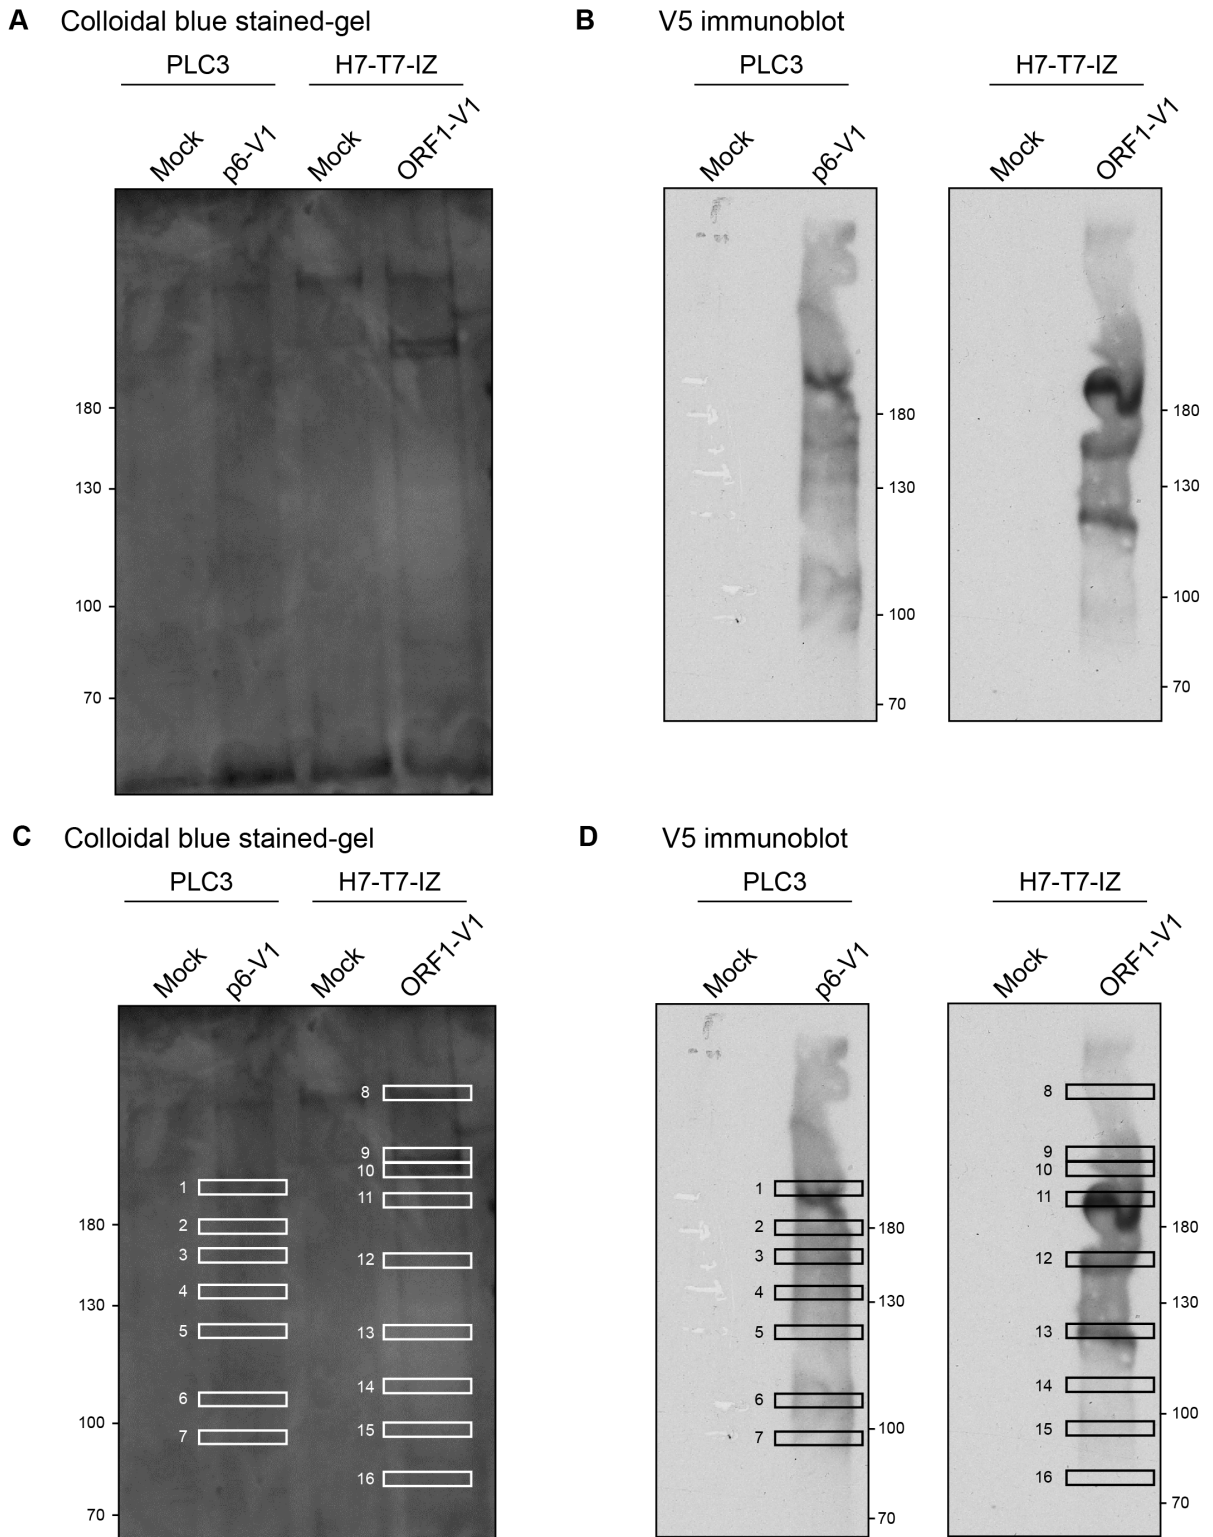 A Colloidal blue stained-gel
PLC3 H7-T7-IZ
Mock p6-V1 Mock ORF1-V1
180
130
100
70
B V5 immunoblot
PLC3 H7-T7-IZ
Mock p6-V1 Mock ORF1-V1
180 180
130 130
100 100
70 70
C Colloidal blue stained-gel
PLC3 H7-T7-IZ
Mock p6-V1 Mock ORF1-V1
8
9
10
1 11
180 2
3 12
4
130
5 13
14
6
100 15
7
16
70
D V5 immunoblot
PLC3 H7-T7-IZ
Mock p6-V1 Mock ORF1-V1
8
9
10
1 11
2 180 180
3 12
4 130 130
5 13
14
6 100
7 100 15
16
70 70